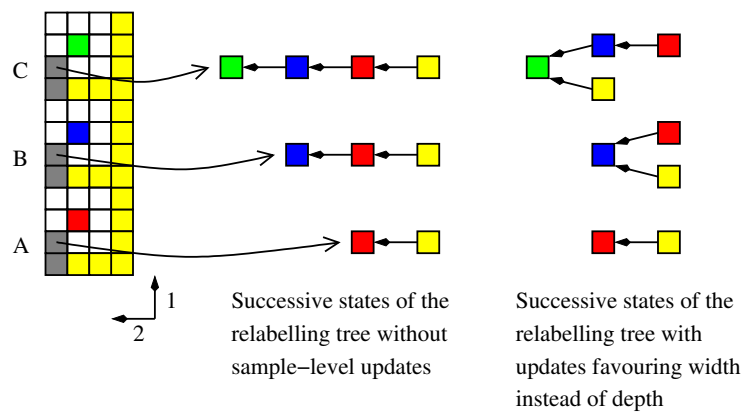 C
B
A
1
2
Successive states of the
relabelling tree without
sample−level updates
Successive states of the
relabelling tree with
updates favouring width
instead of depth